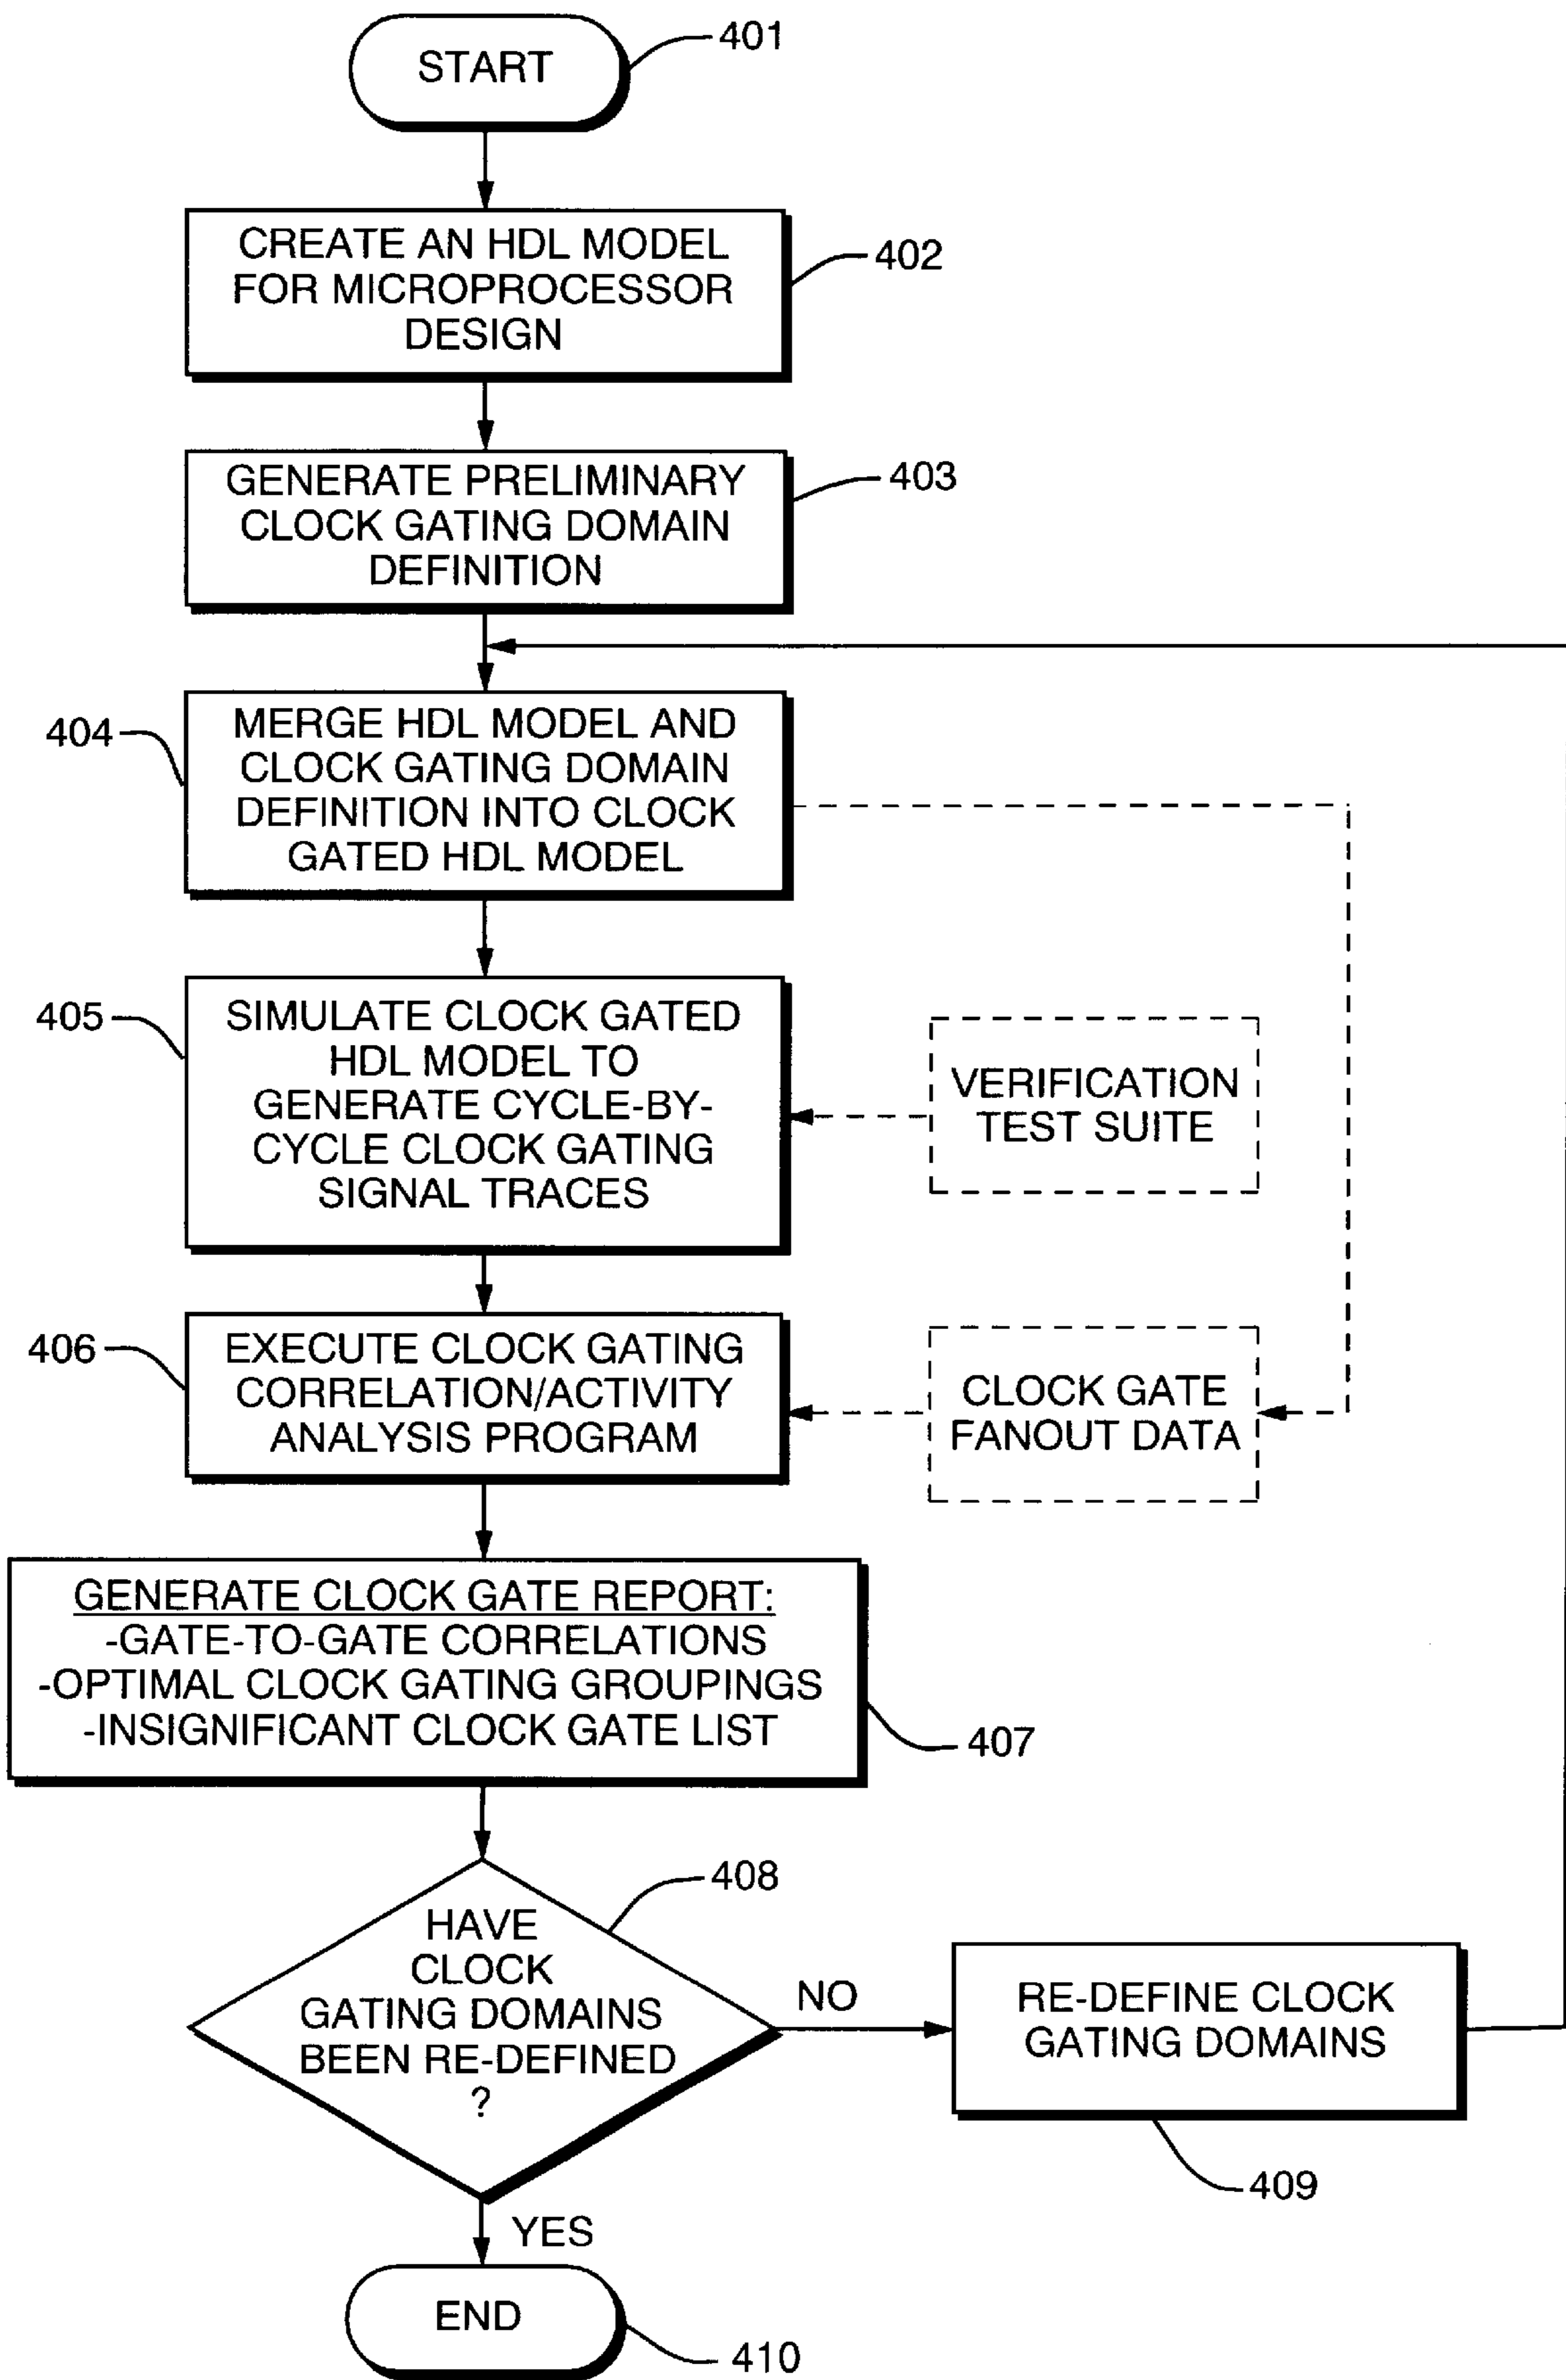 START
401
CREATE AN HDL MODEL
FOR MICROPROCESSOR
DESIGN
402
GENERATE PRELIMINARY
CLOCK GATING DOMAIN
DEFINITION
403
404
MERGE HDL MODEL AND
CLOCK GATING DOMAIN
DEFINITION INTO CLOCK
GATED HDL MODEL
405
SIMULATE CLOCK GATED
HDL MODEL TO
GENERATE CYCLE-BY-
CYCLE CLOCK GATING
SIGNAL TRACES
VERIFICATION
TEST SUITE
406
EXECUTE CLOCK GATING
CORRELATION/ACTIVITY
ANALYSIS PROGRAM
CLOCK GATE
FANOUT DATA
GENERATE CLOCK GATE REPORT:
-GATE-TO-GATE CORRELATIONS
-OPTIMAL CLOCK GATING GROUPINGS
-INSIGNIFICANT CLOCK GATE LIST
407
408
HAVE
CLOCK
GATING DOMAINS
BEEN RE-DEFINED
?
NO
RE-DEFINE CLOCK
GATING DOMAINS
409
YES
END
410